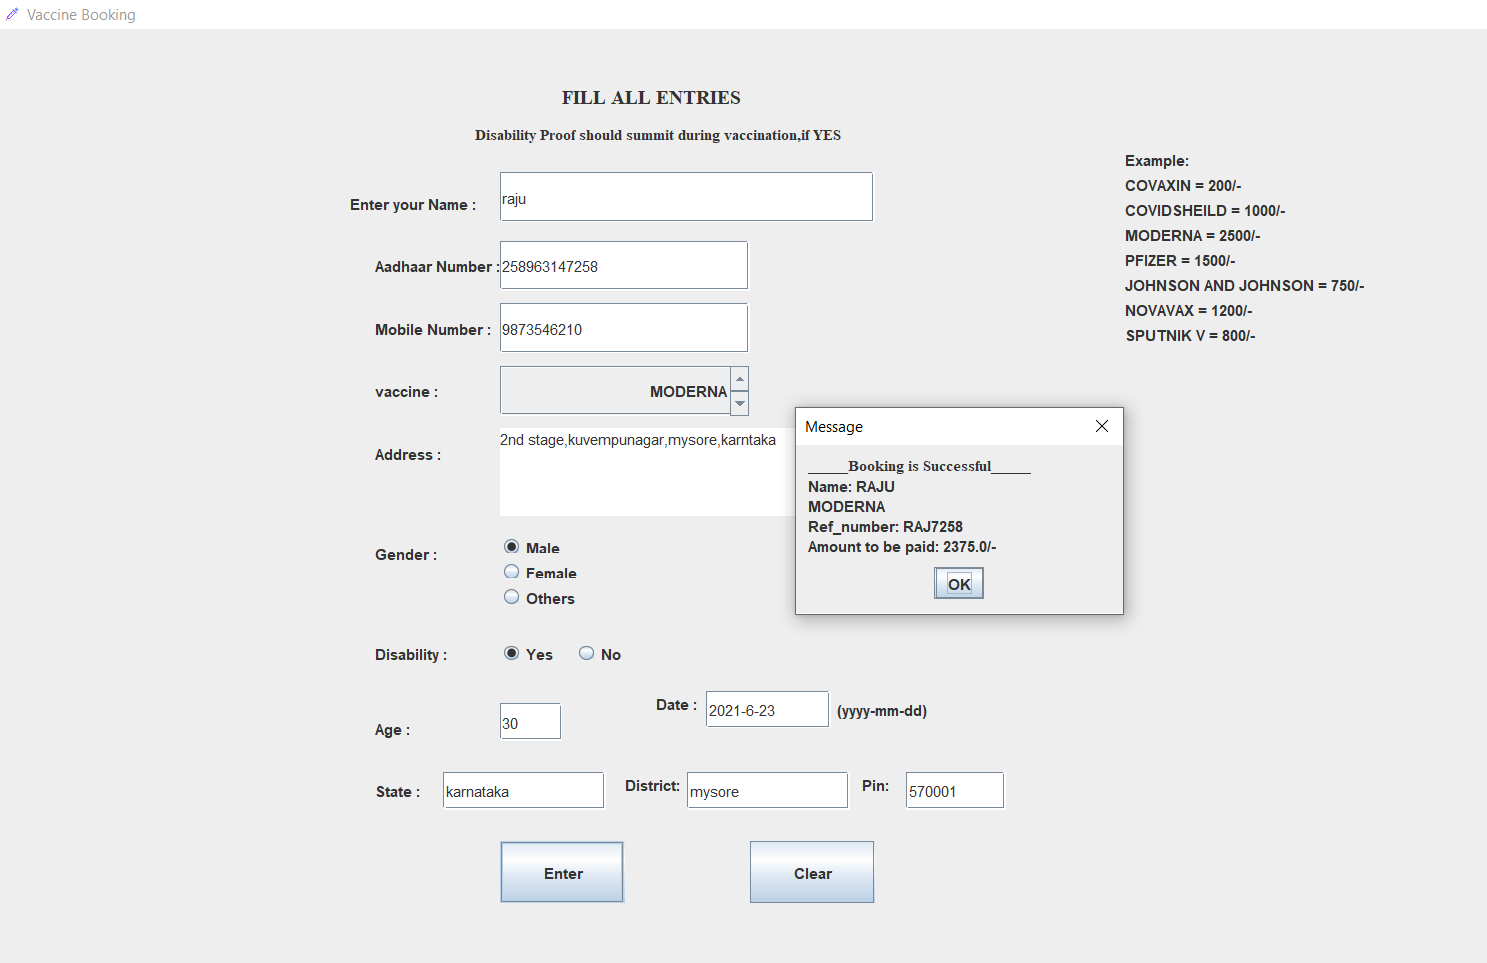 Vaccine Booking
FILL ALL ENTRIES
Disability Proof should summit during vaccination,if YES
Enter your Name : raju
Aadhaar Number : 258963147258
Mobile Number : 9873546210
vaccine : MODERNA
Address : 2nd stage,kuvempunagar,mysore,karntaka
Gender : Male
Female
Others
Disability : Yes No
Age : 30 Date : 2021-6-23 (yyyy-mm-dd)
State : karnataka District: mysore Pin: 570001
Enter Clear
Example:
COVAXIN = 200/-
COVIDSHEILD = 1000/-
MODERNA = 2500/-
PFIZER = 1500/-
JOHNSON AND JOHNSON = 750/-
NOVAVAX = 1200/-
SPUTNIK V = 800/-
Message
_____Booking is Successful_____
Name: RAJU
MODERNA
Ref_number: RAJ7258
Amount to be paid: 2375.0/-
OK